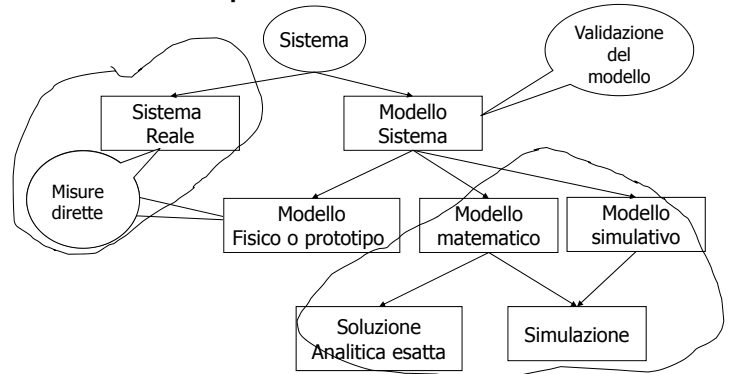 Sistema
Validazione
del
modello
Sistema
Reale
Modello
Sistema
Misure
dirette
Modello
Fisico o prototipo
Modello
matematico
Modello
simulativo
Soluzione
Analitica esatta
Simulazione